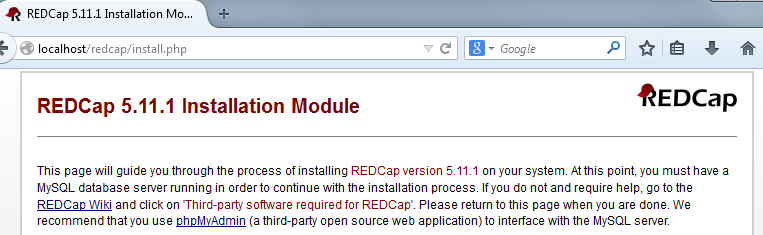 REDCap 5.11.1 Installation Mo...
localhost/redcap/install.php
Google
REDCap 5.11.1 Installation Module
REDCap
This page will guide you through the process of installing REDCap version 5.11.1 on your system. At this point, you must have a
MySQL database server running in order to continue with the installation process. If you do not and require help, go to the
REDCap Wiki and click on 'Third-party software required for REDCap'. Please return to this page when you are done. We
recommend that you use phpMyAdmin (a third-party open source web application) to interface with the MySQL server.